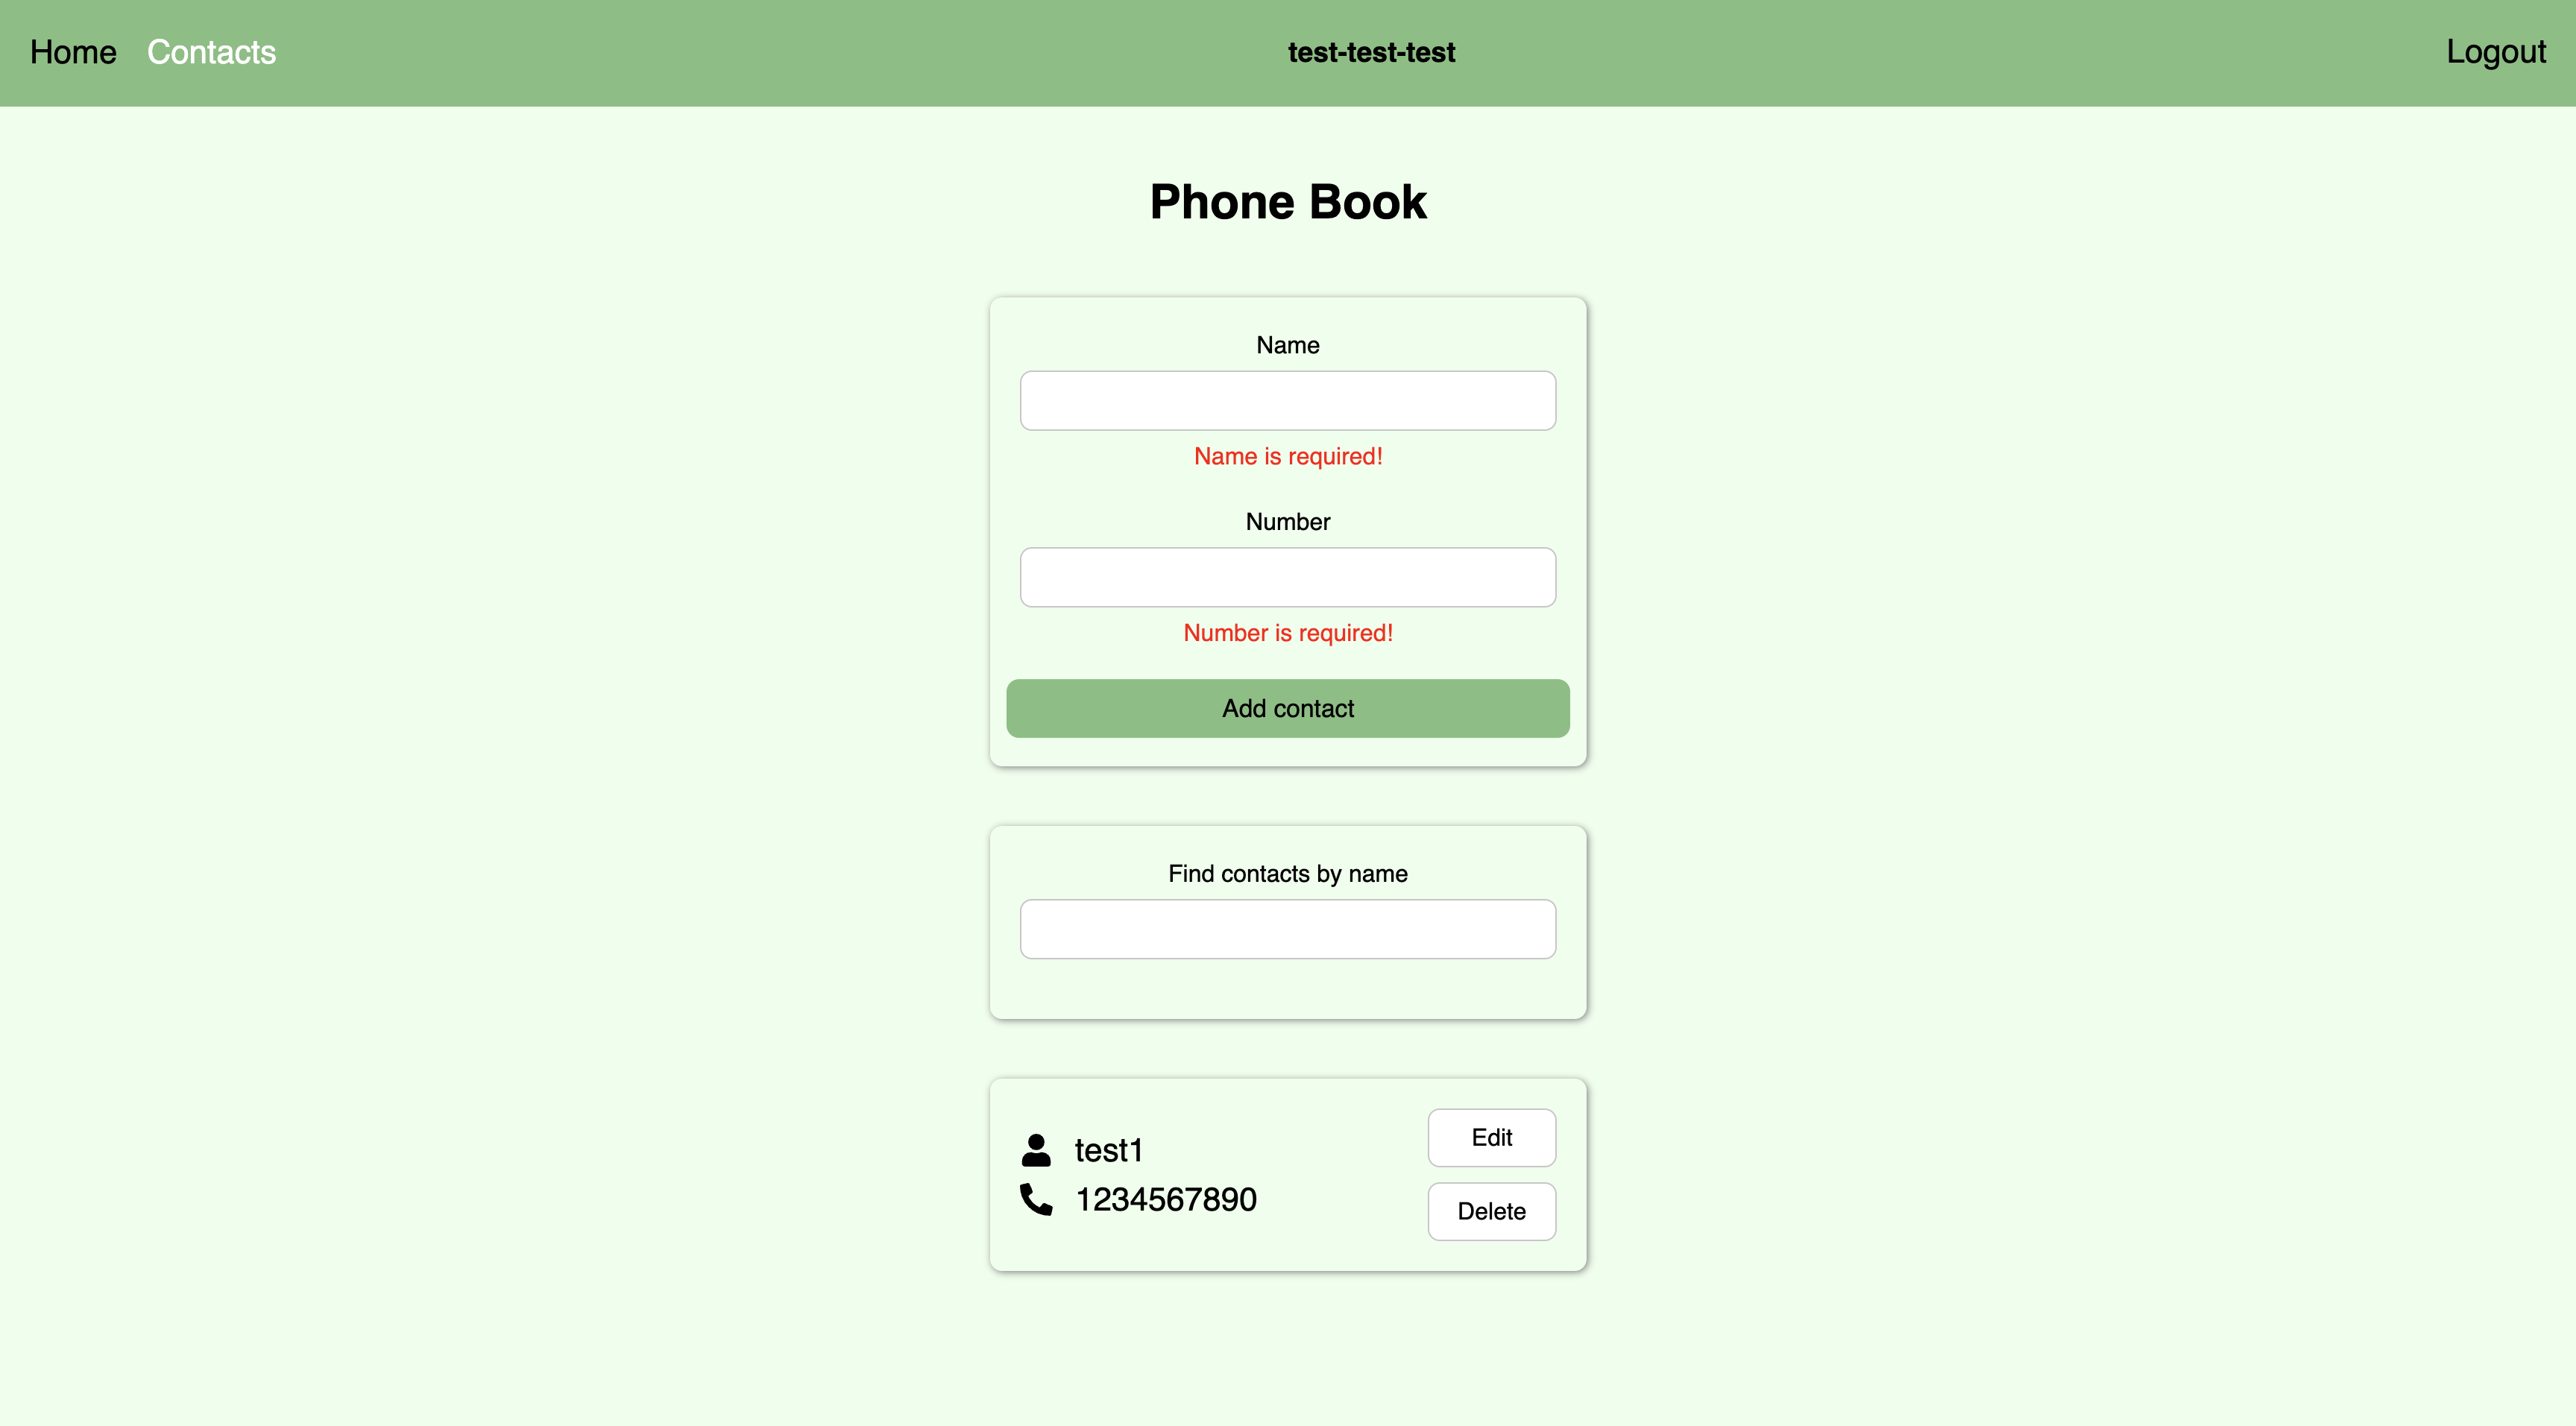 Home Contacts test-test-test Logout
Phone Book
Name
Name is required!
Number
Number is required!
Add contact
Find contacts by name
test1
1234567890
Edit
Delete